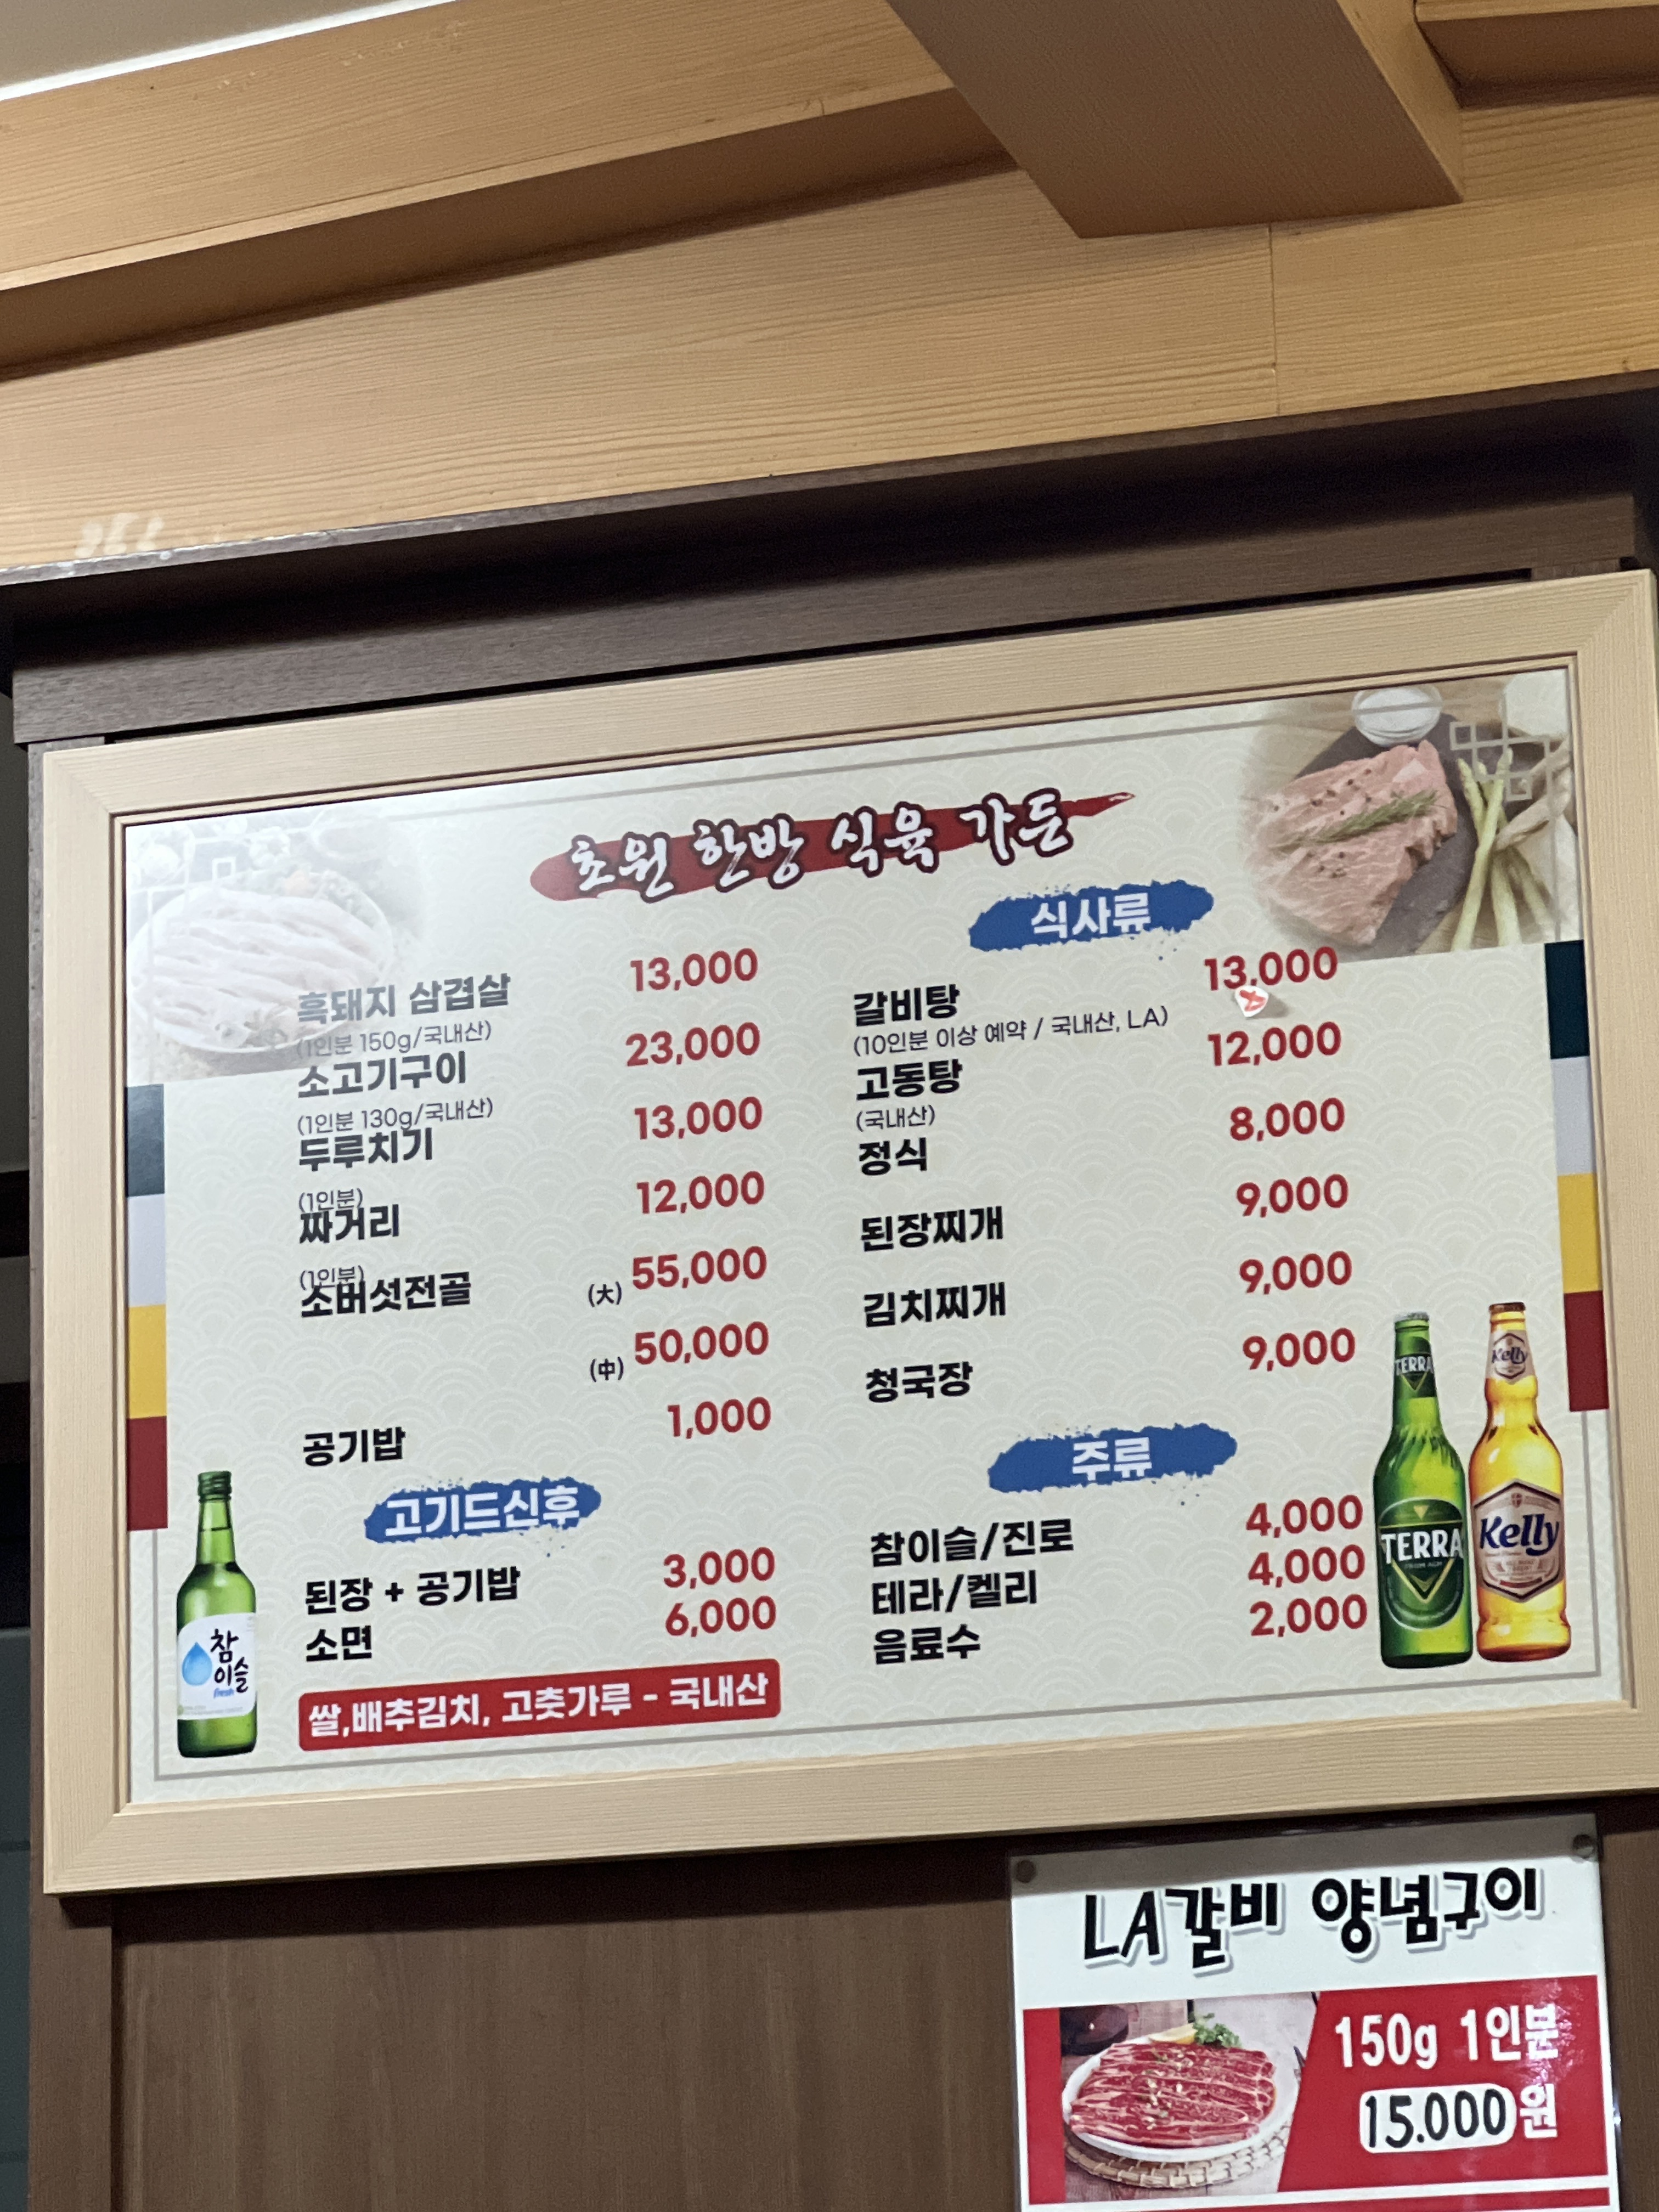 초원 한방 식육 가든
흑돼지 삼겹살 13,000
(1인분 150g/국내산)
소고기구이 23,000
(1인분 130g/국내산)
두루치기 13,000
(1인분)
짜거리 12,000
(1인분)
소버섯전골 (大) 55,000
(中) 50,000
공기밥 1,000
고기드신후
된장 + 공기밥 3,000
소면 6,000
쌀,배추김치, 고춧가루 - 국내산
식사류
갈비탕 13,000
(10인분 이상 예약 / 국내산, LA)
고동탕 12,000
(국내산)
정식 8,000
된장찌개 9,000
김치찌개 9,000
청국장 9,000
주류
참이슬/진로 4,000
테라/켈리 4,000
음료수 2,000
참
이슬
fresh
TERRA
TERRA
Kelly
Kelly
LA갈비 양념구이
150g 1인분
15.000원